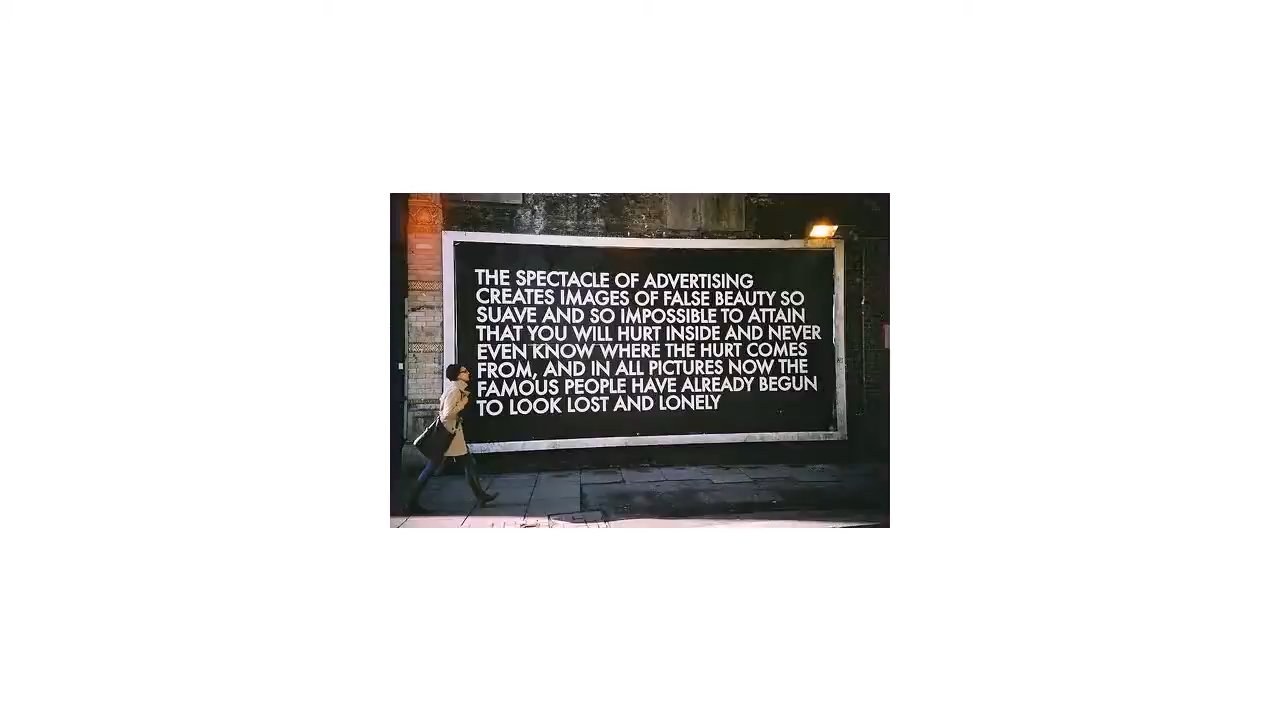 THE SPECTACLE OF ADVERTISING
CREATES IMAGES OF FALSE BEAUTY SO
SUAVE AND SO IMPOSSIBLE TO ATTAIN
THAT YOU WILL HURT INSIDE AND NEVER
EVEN KNOW WHERE THE HURT COMES
FROM, AND IN ALL PICTURES NOW THE
FAMOUS PEOPLE HAVE ALREADY BEGUN
TO LOOK LOST AND LONELY